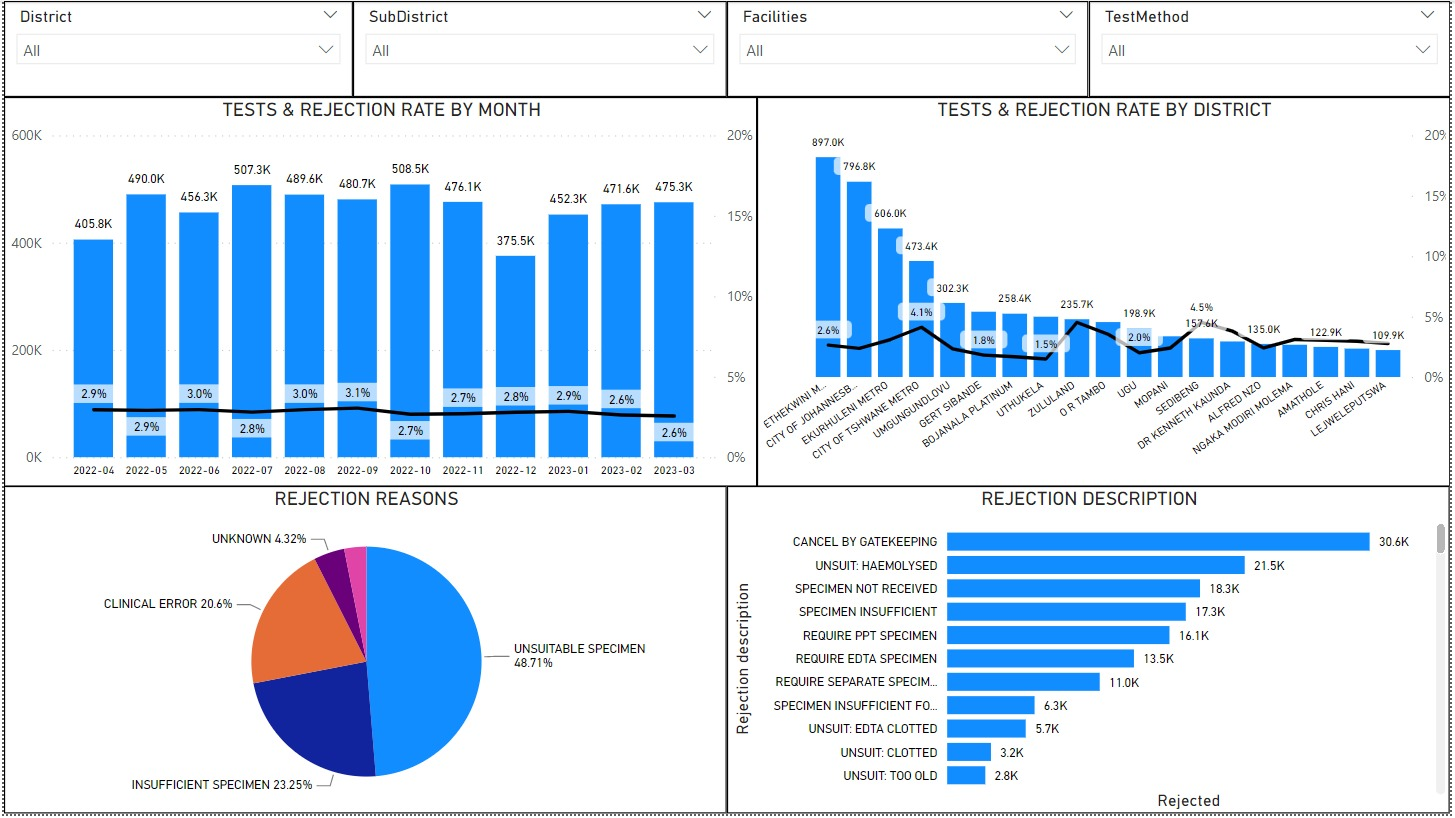 District
SubDistrict
Facilities
TestMethod
All
All
All
All
TESTS & REJECTION RATE BY MONTH
600K
400K
200K
0K
20%
15%
10%
5%
0%
405.8K
490.0K
456.3K
507.3K
489.6K
480.7K
508.5K
476.1K
375.5K
452.3K
471.6K
475.3K
2.9%
2.9%
3.0%
2.8%
3.0%
3.1%
2.7%
2.7%
2.8%
2.9%
2.6%
2.6%
2022-04
2022-05
2022-06
2022-07
2022-08
2022-09
2022-10
2022-11
2022-12
2023-01
2023-02
2023-03
TESTS & REJECTION RATE BY DISTRICT
20%
15%
10%
5%
0%
897.0K
796.8K
606.0K
473.4K
302.3K
258.4K
235.7K
198.9K
157.6K
135.0K
122.9K
109.9K
2.6%
4.1%
1.8%
1.5%
2.0%
4.5%
ETHEKWINI M...
CITY OF JOHANNESB...
EKURHULENI METRO
CITY OF TSHWANE METRO
UMGUNGUNDLOVU
GERT SIBANDE
BOJANALA PLATINUM
UTHUKELA
ZULULAND
O R TAMBO
UGU
MOPANI
SEDIBENG
DR KENNETH KAUNDA
ALFRED NZO
NGAKA MODIRI MOLEMA
AMATHOLE
CHRIS HANI
LEJWELEPUTSWA
REJECTION REASONS
UNKNOWN 4.32%
CLINICAL ERROR 20.6%
UNSUITABLE SPECIMEN
48.71%
INSUFFICIENT SPECIMEN 23.25%
REJECTION DESCRIPTION
Rejection description
CANCEL BY GATEKEEPING 30.6K
UNSUIT: HAEMOLYSED 21.5K
SPECIMEN NOT RECEIVED 18.3K
SPECIMEN INSUFFICIENT 17.3K
REQUIRE PPT SPECIMEN 16.1K
REQUIRE EDTA SPECIMEN 13.5K
REQUIRE SEPARATE SPECIM... 11.0K
SPECIMEN INSUFFICIENT FO... 6.3K
UNSUIT: EDTA CLOTTED 5.7K
UNSUIT: CLOTTED 3.2K
UNSUIT: TOO OLD 2.8K
Rejected